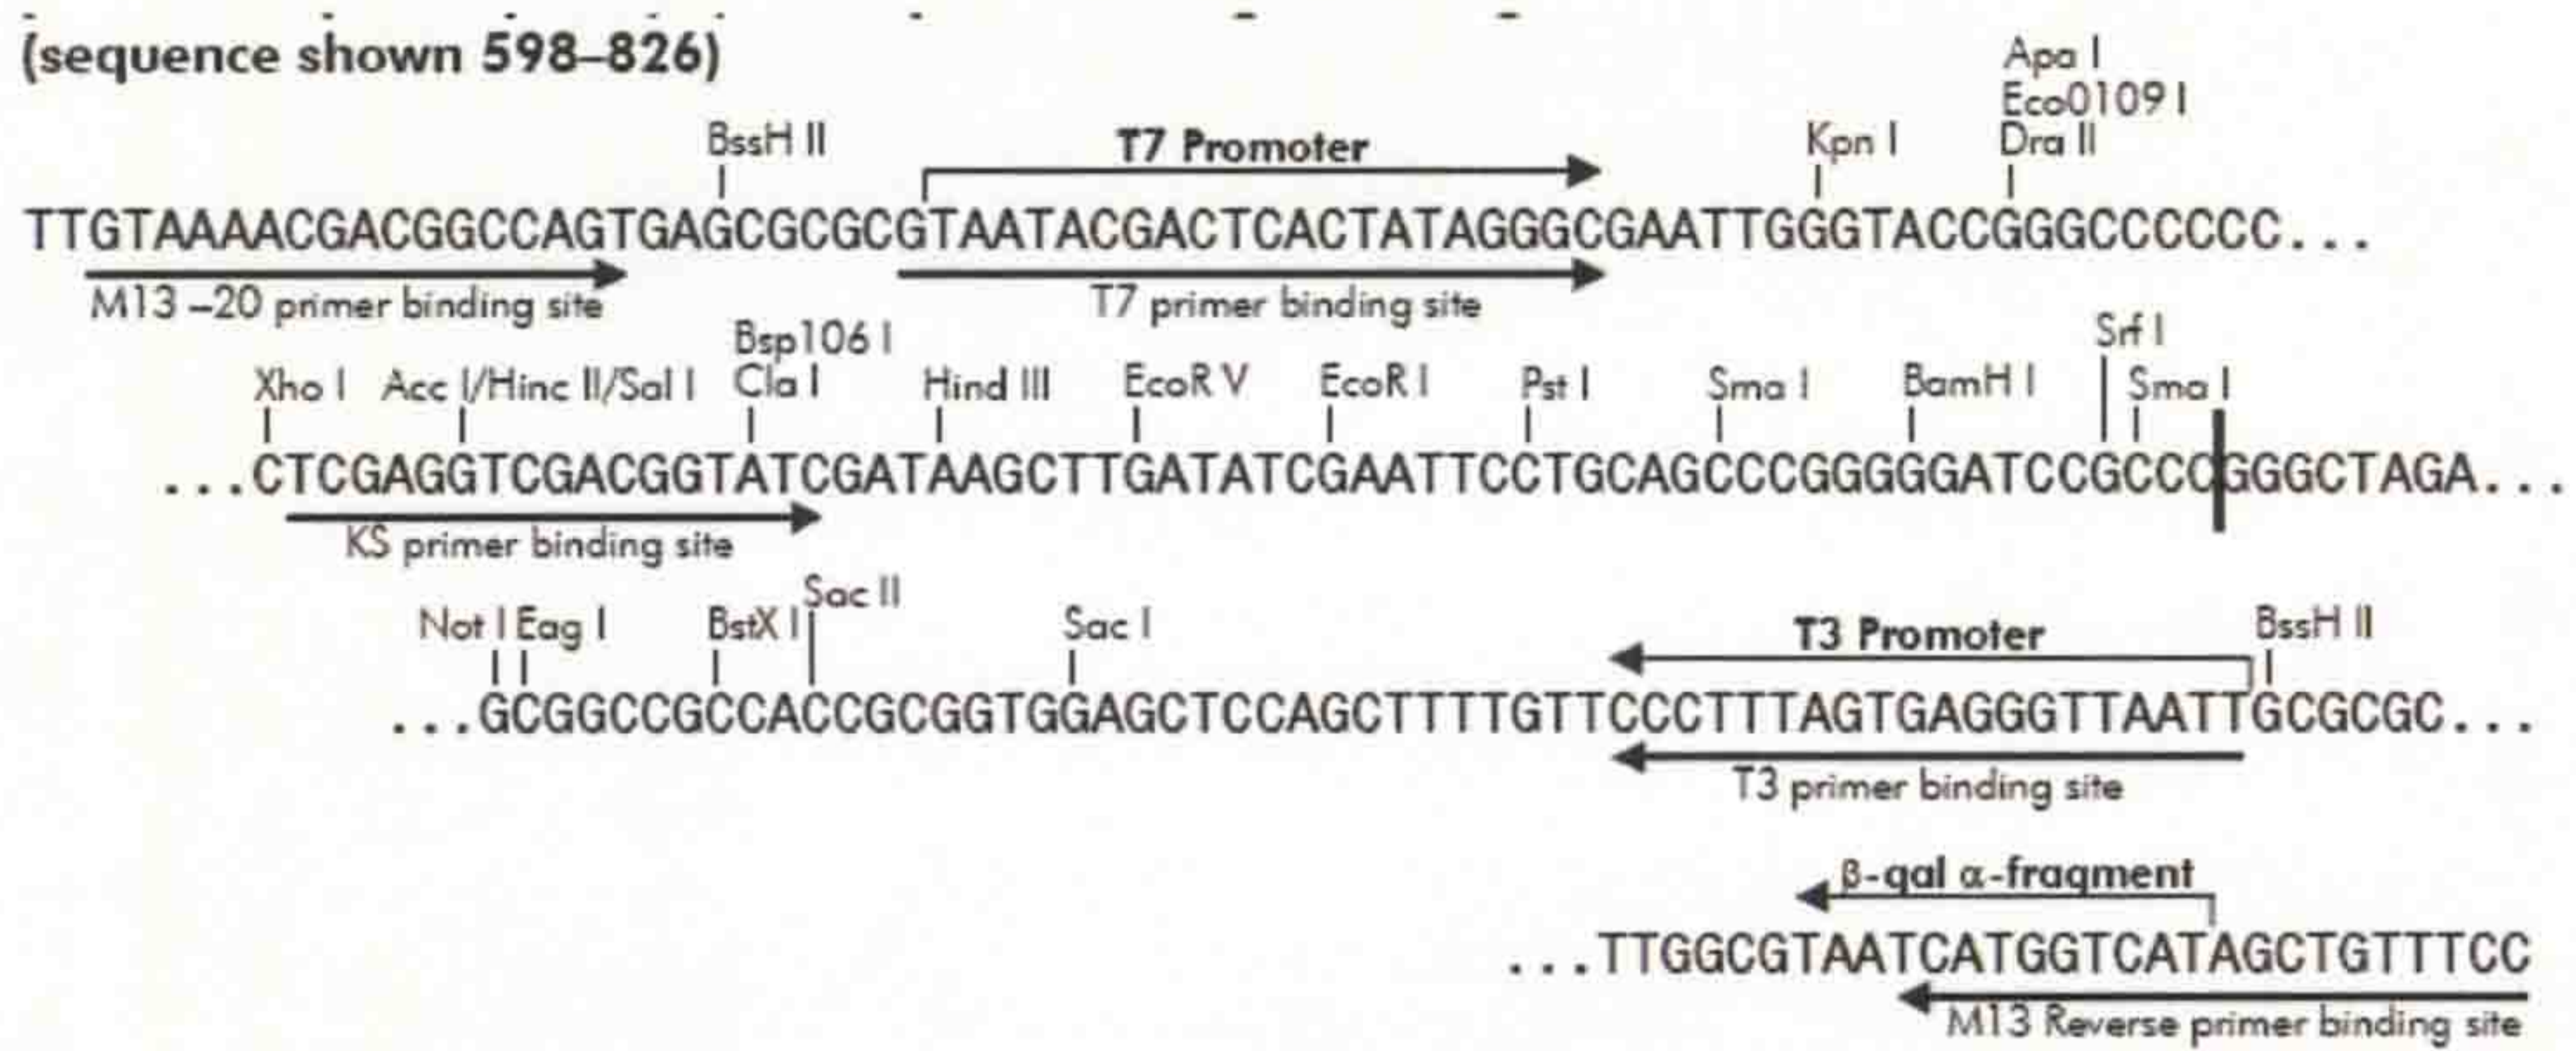 (sequence shown 598–826)
Apa I
Eco0109 I
BssH II T7 Promoter Kpn I Dra II
TTGTAAAACGACGGCCAGTGAGCGCGCGTAATACGACTCACTATAGGGCGAATTGGGTACCGGGCCCCCC...
M13 –20 primer binding site T7 primer binding site
Bsp106 I Srf I
Xho I Acc I/Hinc II/Sal I Cla I Hind III EcoR V EcoR I Pst I Sma I BamH I Sma I
...CTCGAGGTCGACGGTATCGATAAGCTTGATATCGAATTCCTGCAGCCCGGGGGATCCGCCCGGGCTAGA...
KS primer binding site
Sac II
Not I Eag I BstX I Sac I T3 Promoter BssH II
...GCGGCCGCCACCGCGGTGGAGCTCCAGCTTTTGTTCCCTTTAGTGAGGGTTAATTGCGCGC...
T3 primer binding site
β-gal α-fragment
...TTGGCGTAATCATGGTCATAGCTGTTTCC
M13 Reverse primer binding site